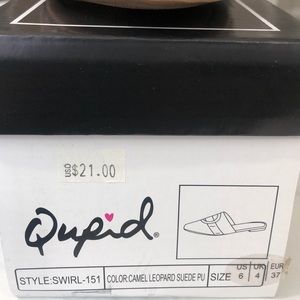 USD $21.00
Qupid®
STYLE:SWIRL-151 COLOR:CAMEL LEOPARD SUEDE PU SIZE US 6 UK 4 EUR 37